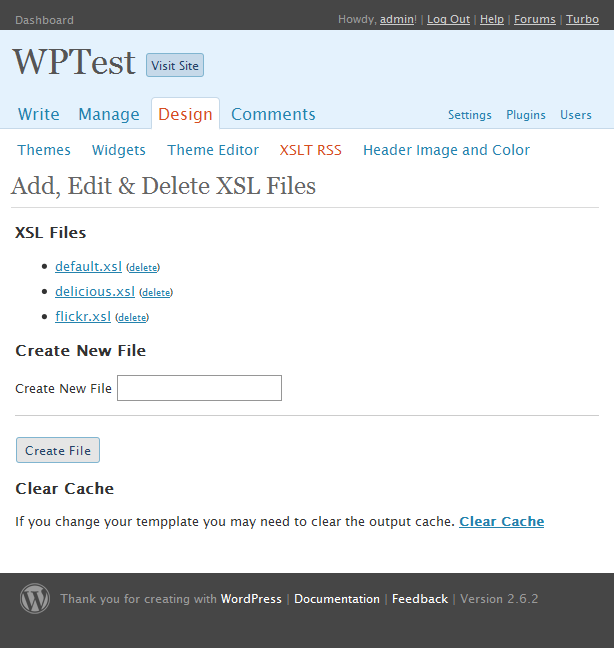 Dashboard Howdy, admin! | Log Out | Help | Forums | Turbo
WPTest Visit Site
Write Manage Design Comments Settings Plugins Users
Themes Widgets Theme Editor XSLT RSS Header Image and Color
Add, Edit & Delete XSL Files
XSL Files
• default.xsl (delete)
• delicious.xsl (delete)
• flickr.xsl (delete)
Create New File
Create New File
Create File
Clear Cache
If you change your tempplate you may need to clear the output cache. Clear Cache
Thank you for creating with WordPress | Documentation | Feedback | Version 2.6.2